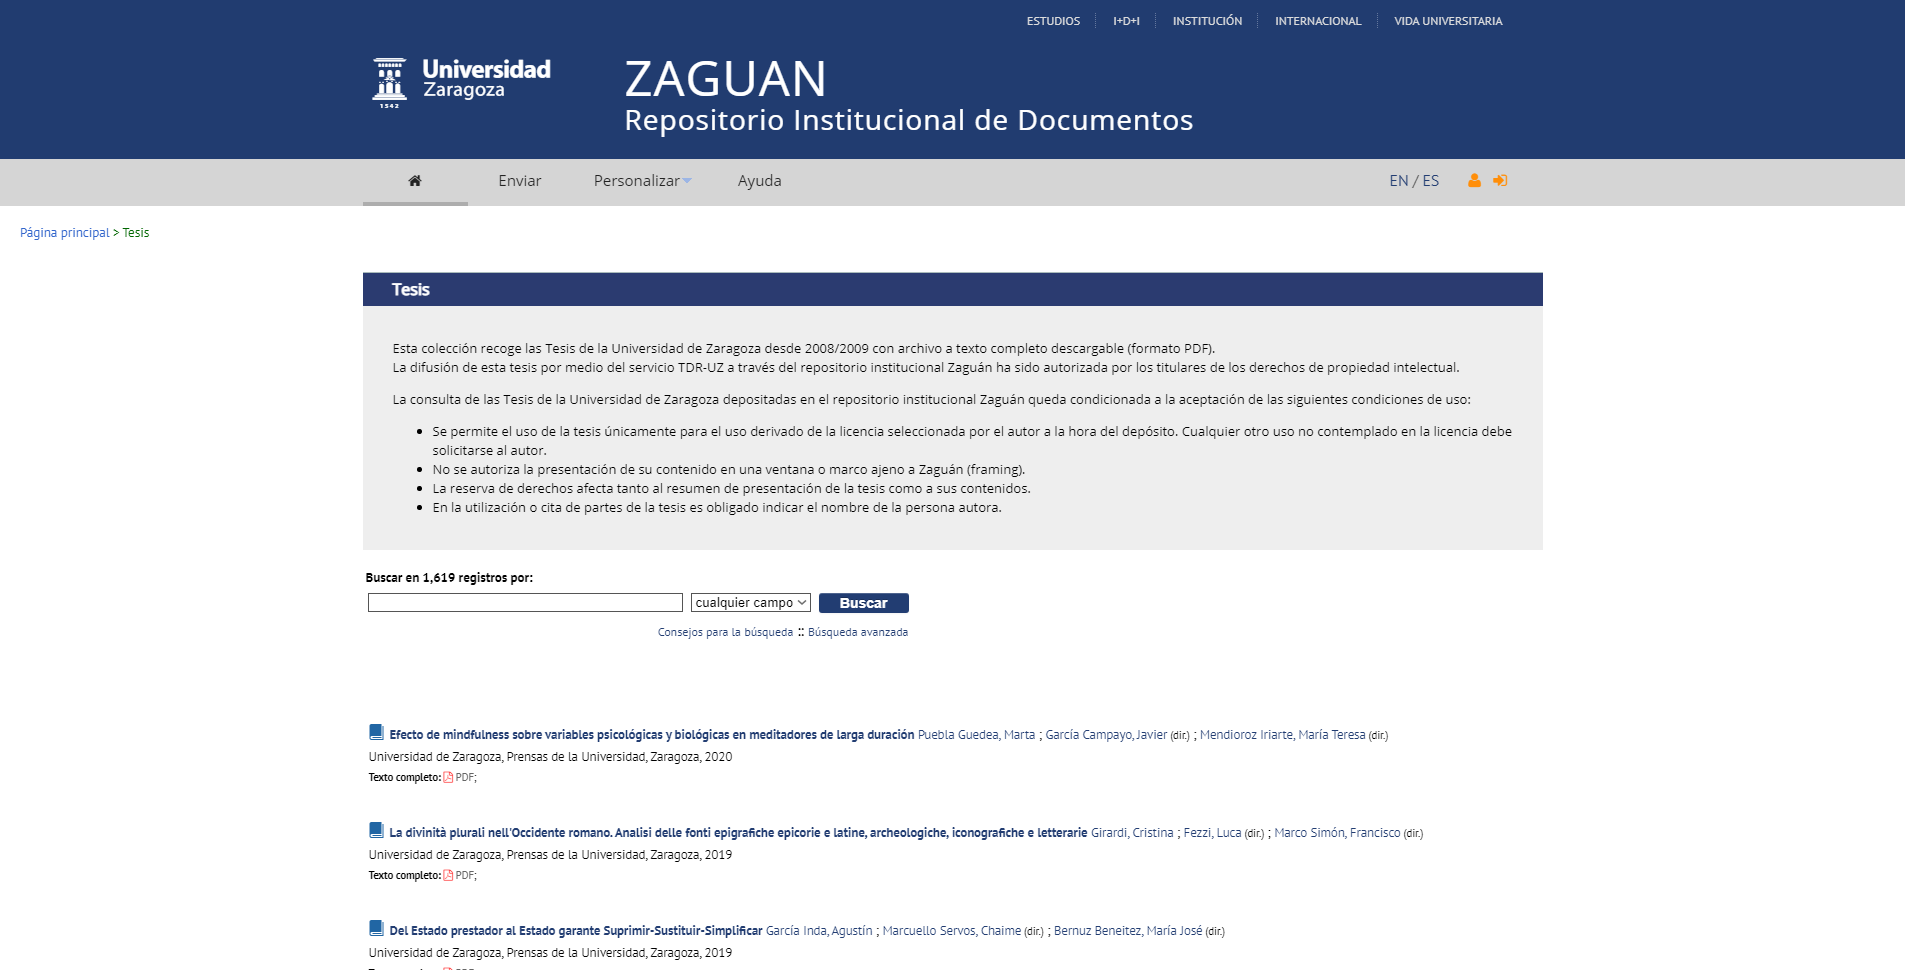 ESTUDIOS I+D+I INSTITUCIÓN INTERNACIONAL VIDA UNIVERSITARIA
Universidad
Zaragoza
1542
ZAGUAN
Repositorio Institucional de Documentos
Enviar Personalizar Ayuda EN / ES
Página principal > Tesis
Tesis
Esta colección recoge las Tesis de la Universidad de Zaragoza desde 2008/2009 con archivo a texto completo descargable (formato PDF).
La difusión de esta tesis por medio del servicio TDR-UZ a través del repositorio institucional Zaguán ha sido autorizada por los titulares de los derechos de propiedad intelectual.
La consulta de las Tesis de la Universidad de Zaragoza depositadas en el repositorio institucional Zaguán queda condicionada a la aceptación de las siguientes condiciones de uso:
• Se permite el uso de la tesis únicamente para el uso derivado de la licencia seleccionada por el autor a la hora del depósito. Cualquier otro uso no contemplado en la licencia debe
solicitarse al autor.
• No se autoriza la presentación de su contenido en una ventana o marco ajeno a Zaguán (framing).
• La reserva de derechos afecta tanto al resumen de presentación de la tesis como a sus contenidos.
• En la utilización o cita de partes de la tesis es obligado indicar el nombre de la persona autora.
Buscar en 1,619 registros por:
cualquier campo Buscar
Consejos para la búsqueda :: Búsqueda avanzada
Efecto de mindfulness sobre variables psicológicas y biológicas en meditadores de larga duración Puebla Guedea, Marta ; García Campayo, Javier (dir.) ; Mendioroz Iriarte, María Teresa (dir.)
Universidad de Zaragoza, Prensas de la Universidad, Zaragoza, 2020
Texto completo: PDF;
La divinità plurali nell'Occidente romano. Analisi delle fonti epigrafiche epicorie e latine, archeologiche, iconografiche e letterarie Girardi, Cristina ; Fezzi, Luca (dir.) ; Marco Simón, Francisco (dir.)
Universidad de Zaragoza, Prensas de la Universidad, Zaragoza, 2019
Texto completo: PDF;
Del Estado prestador al Estado garante Suprimir-Sustituir-Simplificar García Inda, Agustín ; Marcuello Servos, Chaime (dir.) ; Bernuz Beneitez, María José (dir.)
Universidad de Zaragoza, Prensas de la Universidad, Zaragoza, 2019